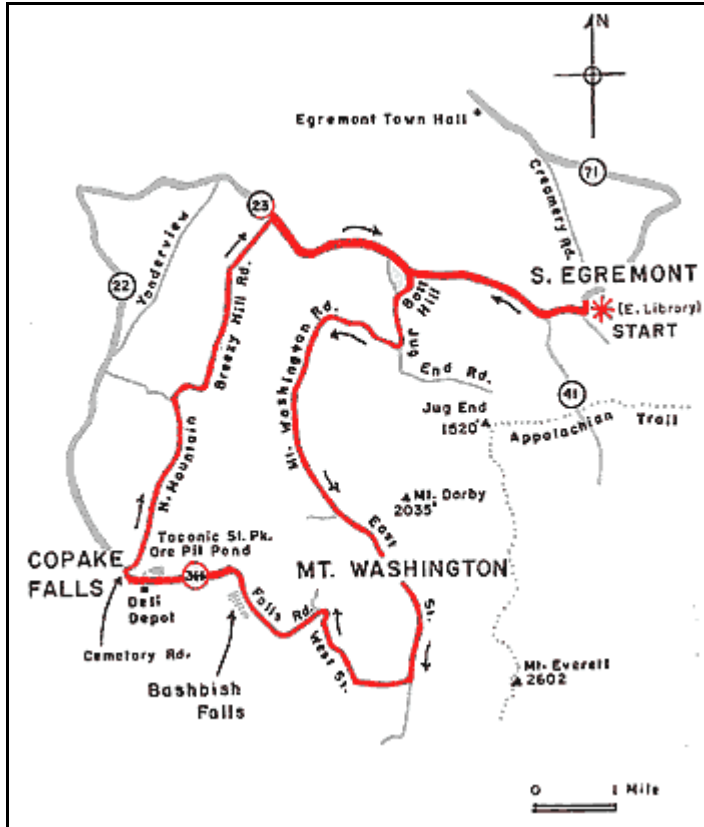 N
Egremont Town Hall
71
Creamery Rd.
23
Yonderview
22
S. EGREMONT
(E. Library)
START
Breezy Hill Rd.
Mt. Washington Rd.
Jug
End Rd.
Hill
41
Jug End
1520'
Appalachian Trail
N. Mountain
Mt. Darby
2035'
East
St.
Taconic St. Pk.
Ore Pit Pond
COPAKE
FALLS
344
MT. WASHINGTON
Deli
Depot
Falls Rd.
West St.
Cemetary Rd.
Bashbish
Falls
Mt. Everett
2602
0 1 Mile